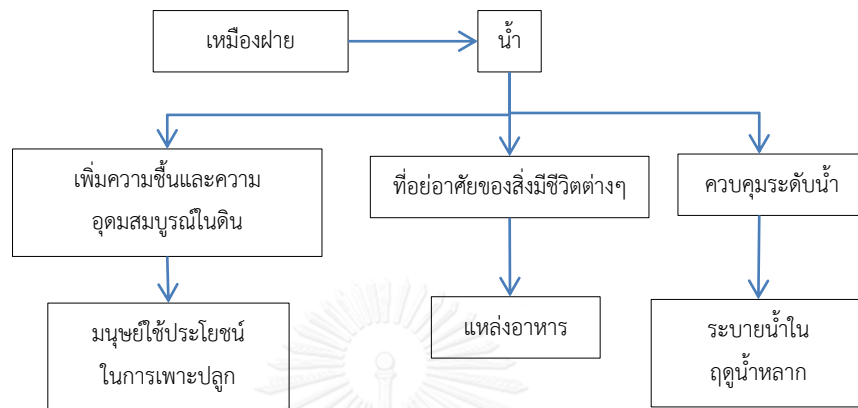 เหมืองฝาย
น้ำ
เพิ่มความชื้นและความ
อุดมสมบูรณ์ในดิน
ที่อย่อาศัยของสิ่งมีชีวิตต่างๆ
ควบคุมระดับน้ำ
มนุษย์ใช้ประโยชน์
ในการเพาะปลูก
แหล่งอาหาร
ระบายน้ำใน
ฤดูน้ำหลาก